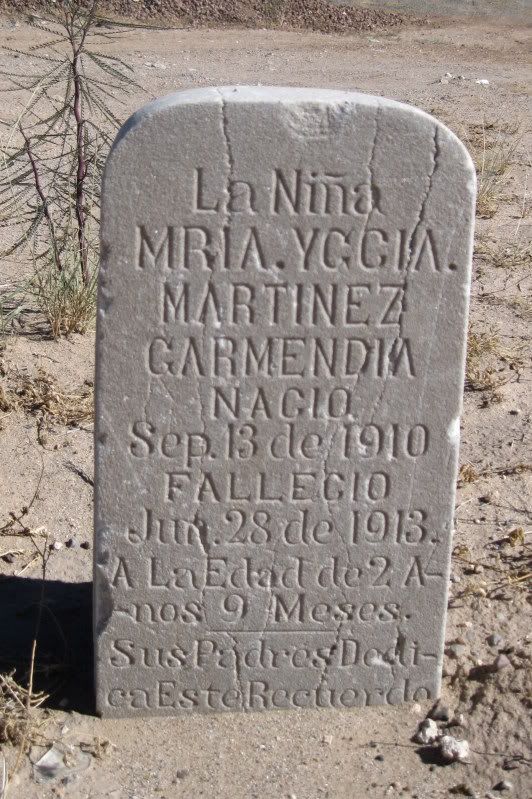 La Niña
MRIA. YGCIA.
MARTINEZ
GARMENDIA
NACIO
Sep. 13 de 1910
FALLECIO
Jun. 28 de 1913.
A La Edad de 2 A-
-nos 9 Meses.
Sus Padres Dedi-
ca Este Recuerdo